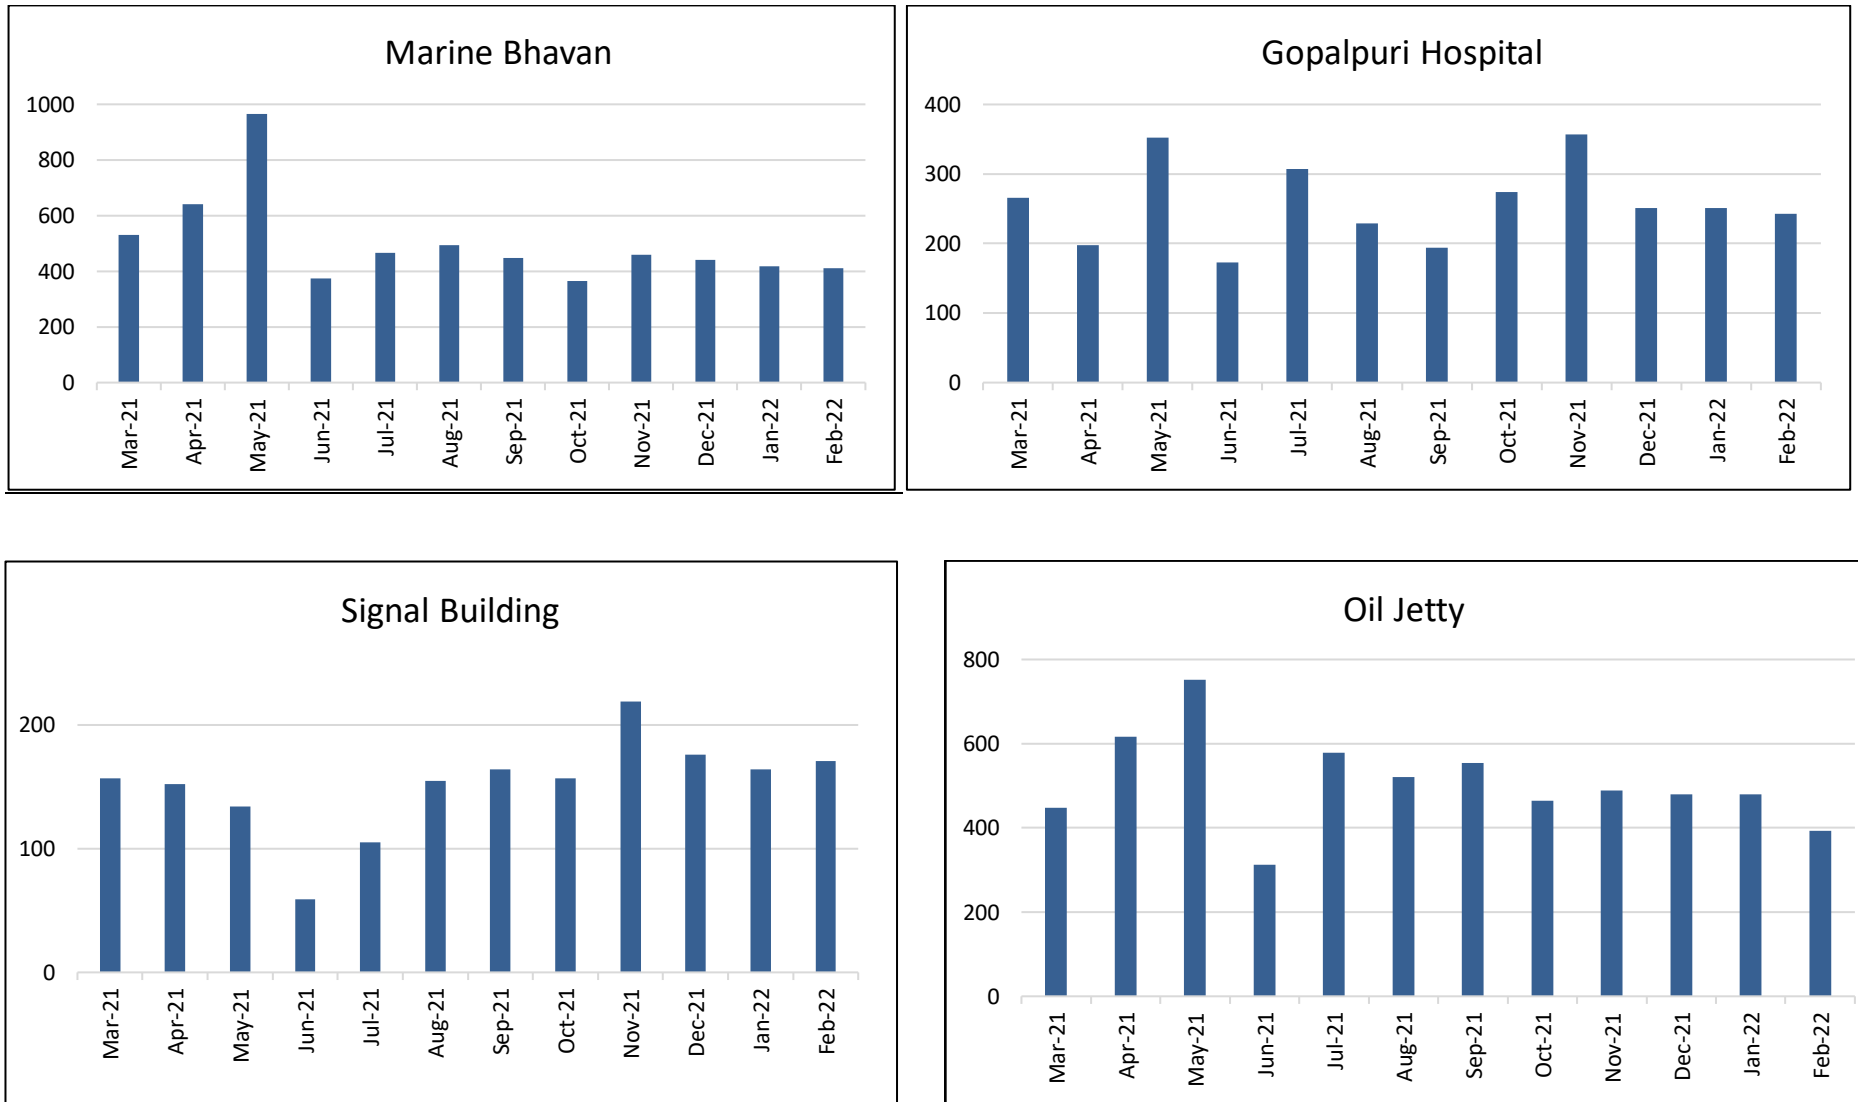 Marine Bhavan
1000
800
600
400
200
0
Mar-21
Apr-21
May-21
Jun-21
Jul-21
Aug-21
Sep-21
Oct-21
Nov-21
Dec-21
Jan-22
Feb-22
Gopalpuri Hospital
400
300
200
100
0
Mar-21
Apr-21
May-21
Jun-21
Jul-21
Aug-21
Sep-21
Oct-21
Nov-21
Dec-21
Jan-22
Feb-22
Signal Building
200
100
0
Mar-21
Apr-21
May-21
Jun-21
Jul-21
Aug-21
Sep-21
Oct-21
Nov-21
Dec-21
Jan-22
Feb-22
Oil Jetty
800
600
400
200
0
Mar-21
Apr-21
May-21
Jun-21
Jul-21
Aug-21
Sep-21
Oct-21
Nov-21
Dec-21
Jan-22
Feb-22